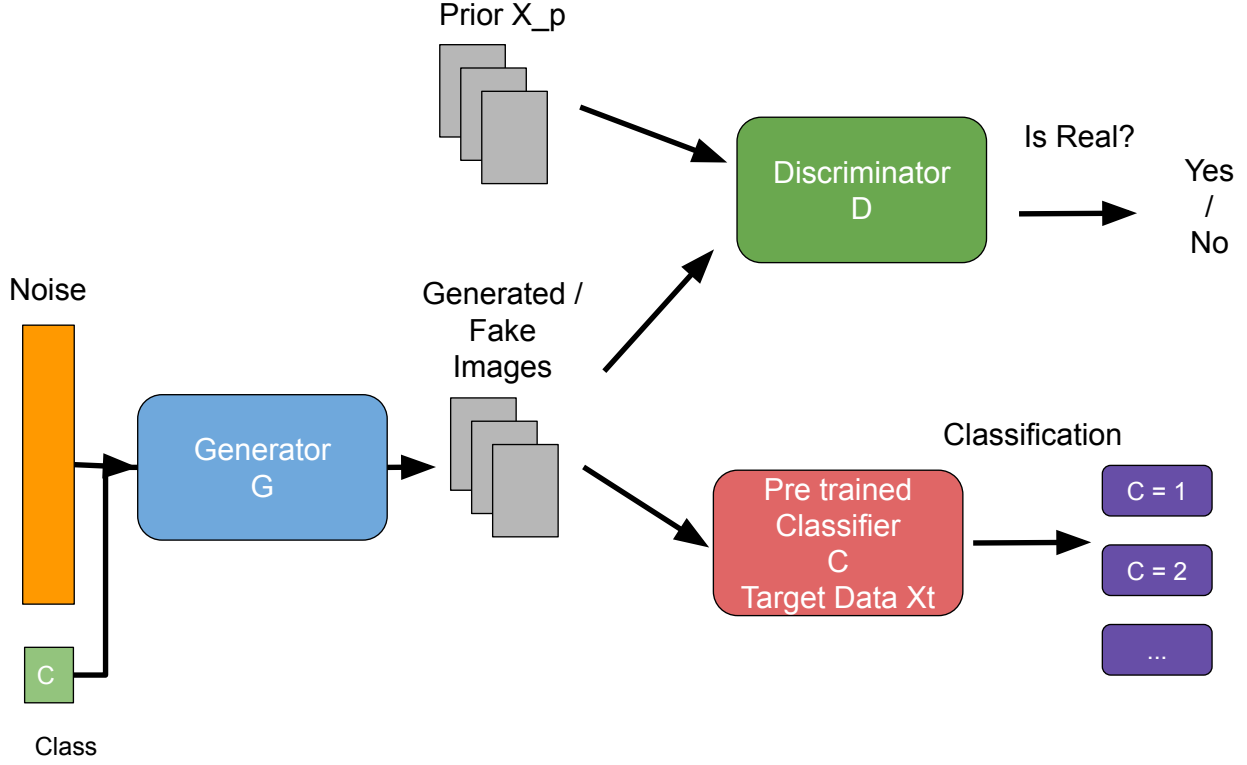 Prior X_p
Discriminator
D
Is Real?
Yes
/
No
Noise
Generated /
Fake
Images
Generator
G
Classification
Pre trained
Classifier
C
Target Data Xt
C = 1
C = 2
...
C
Class